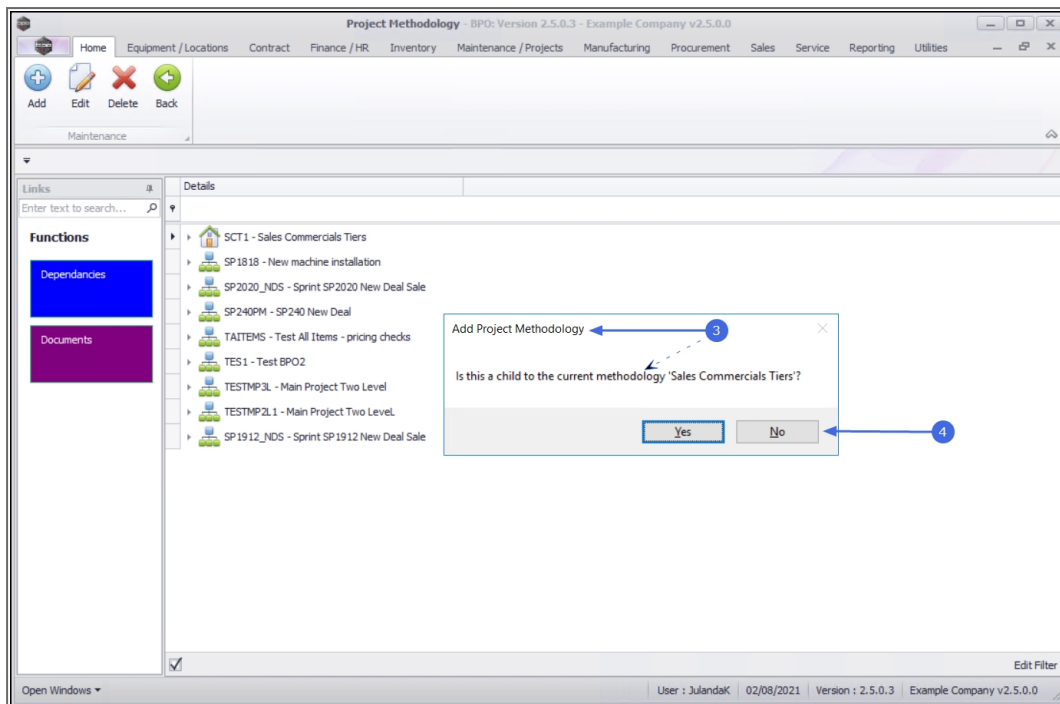 Project Methodology - BPO: Version 2.5.0.3 - Example Company v2.5.0.0
Home Equipment / Locations Contract Finance / HR Inventory Maintenance / Projects Manufacturing Procurement Sales Service Reporting Utilities
Add Edit Delete Back
Maintenance
Links
Enter text to search...
Functions
Dependancies
Documents
Details
SCT1 - Sales Commercials Tiers
SP1818 - New machine installation
SP2020_NDS - Sprint SP2020 New Deal Sale
SP240PM - SP240 New Deal
TAITEMS - Test All Items - pricing checks
TES1 - Test BPO2
TESTMP3L - Main Project Two Level
TESTMP2L1 - Main Project Two LeveL
SP1912_NDS - Sprint SP1912 New Deal Sale
Add Project Methodology
3
Is this a child to the current methodology 'Sales Commercials Tiers'?
Yes No
4
Edit Filter
Open Windows
User : JulandaK 02/08/2021 Version : 2.5.0.3 Example Company v2.5.0.0